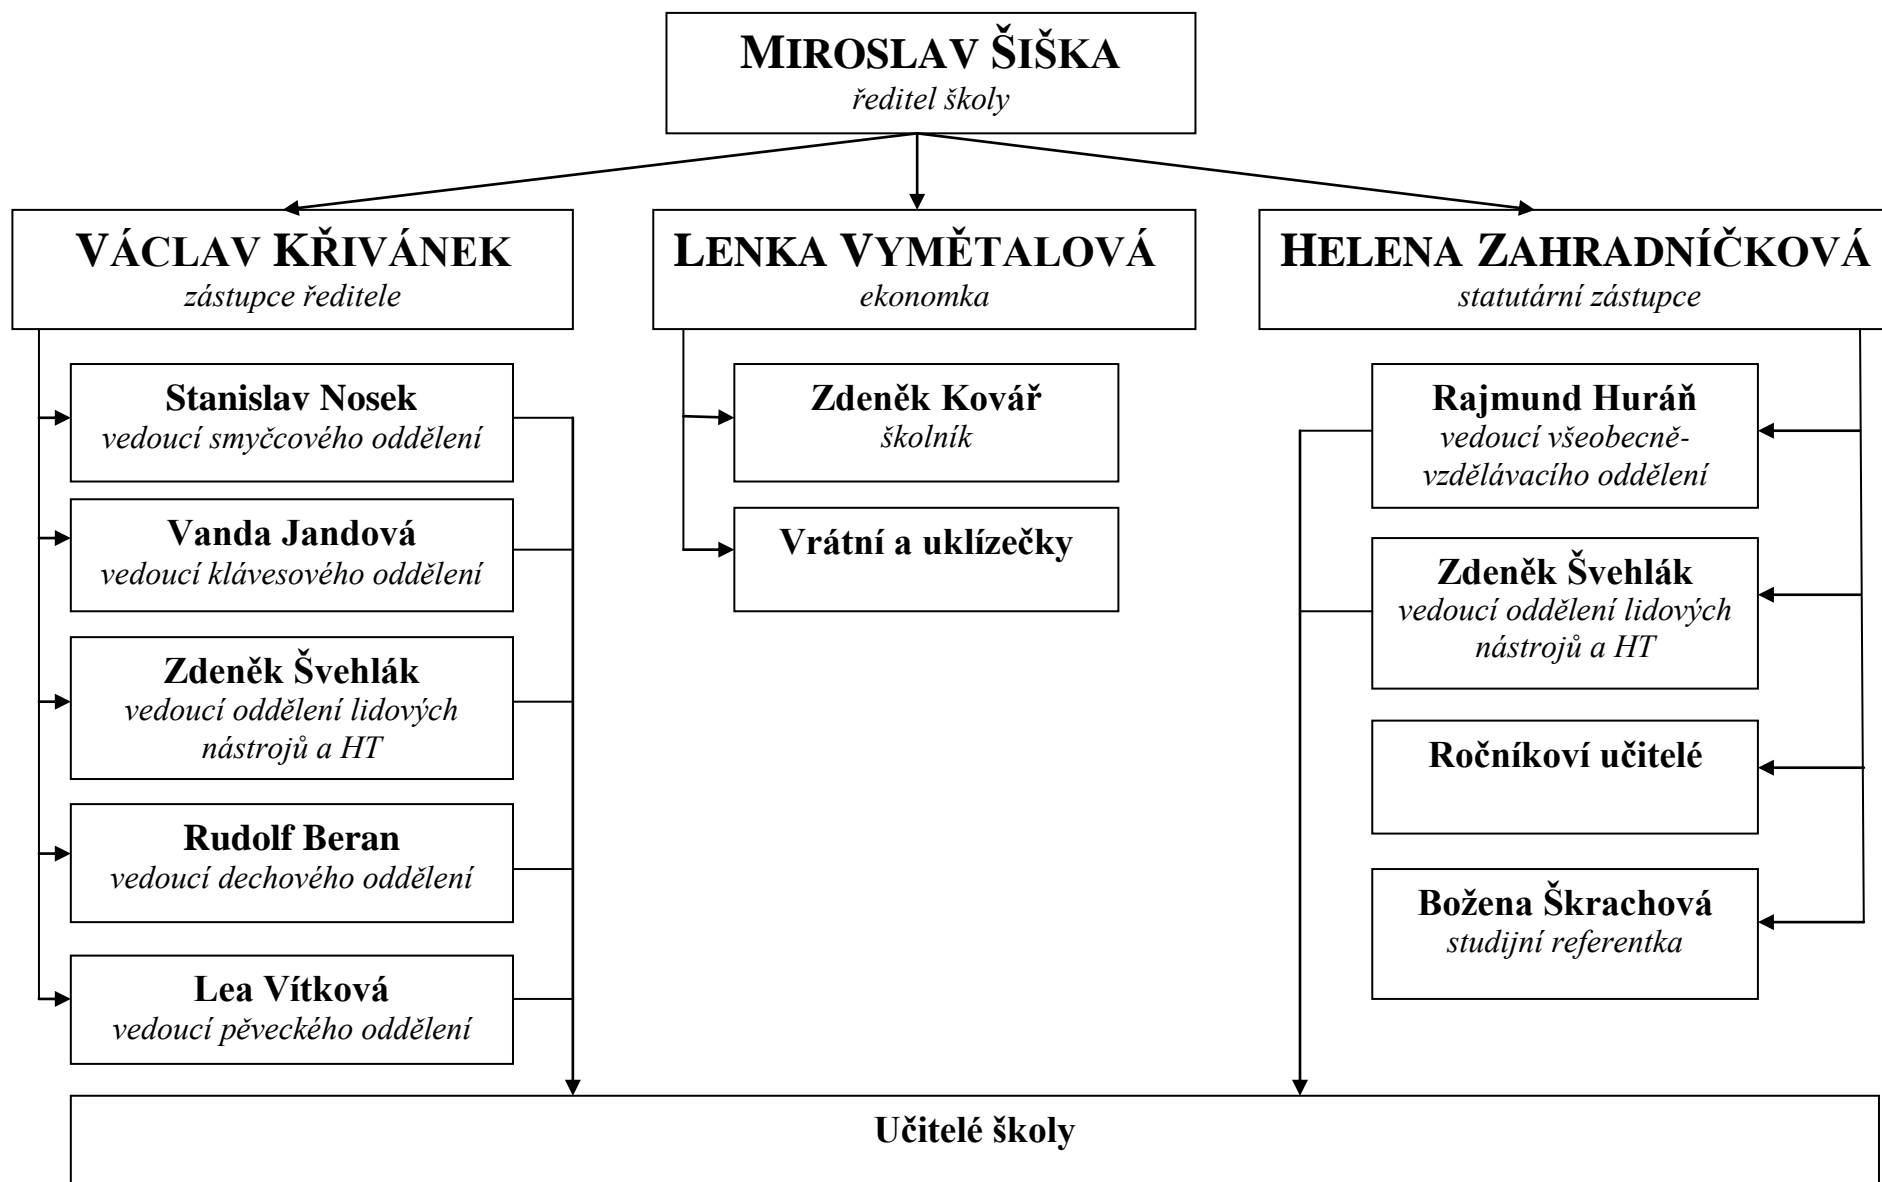 MIROSLAV ŠIŠKA
ředitel školy
VÁCLAV KŘIVÁNEK
zástupce ředitele
LENKA VYMĚTALOVÁ
ekonomka
HELENA ZAHRADNÍČKOVÁ
statutární zástupce
Stanislav Nosek
vedoucí smyčcového oddělení
Vanda Jandová
vedoucí klávesového oddělení
Zdeněk Švehlák
vedoucí oddělení lidových
nástrojů a HT
Rudolf Beran
vedoucí dechového oddělení
Lea Vítková
vedoucí pěveckého oddělení
Zdeněk Kovář
školník
Vrátní a uklízečky
Rajmund Huráň
vedoucí všeobecně-
vzdělávacího oddělení
Zdeněk Švehlák
vedoucí oddělení lidových
nástrojů a HT
Ročníkoví učitelé
Božena Škrachová
studijní referentka
Učitelé školy